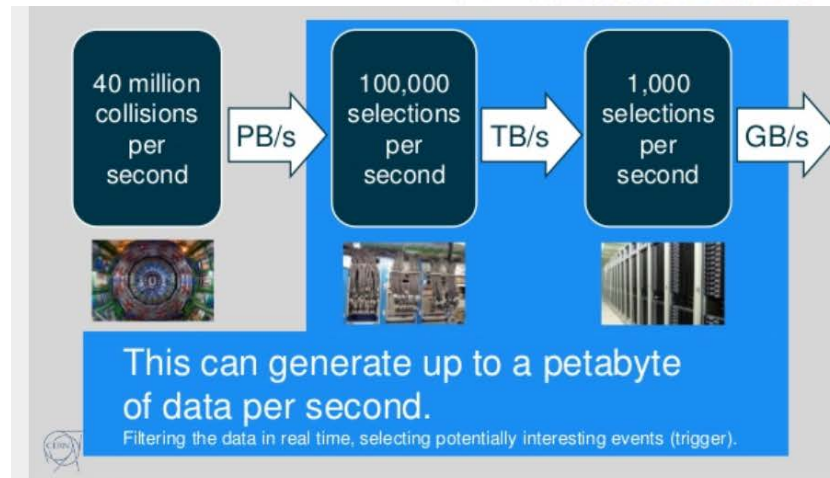 40 million
collisions
per
second
PB/s
100,000
selections
per
second
TB/s
1,000
selections
per
second
GB/s
This can generate up to a petabyte
of data per second.
Filtering the data in real time, selecting potentially interesting events (trigger).
CERN